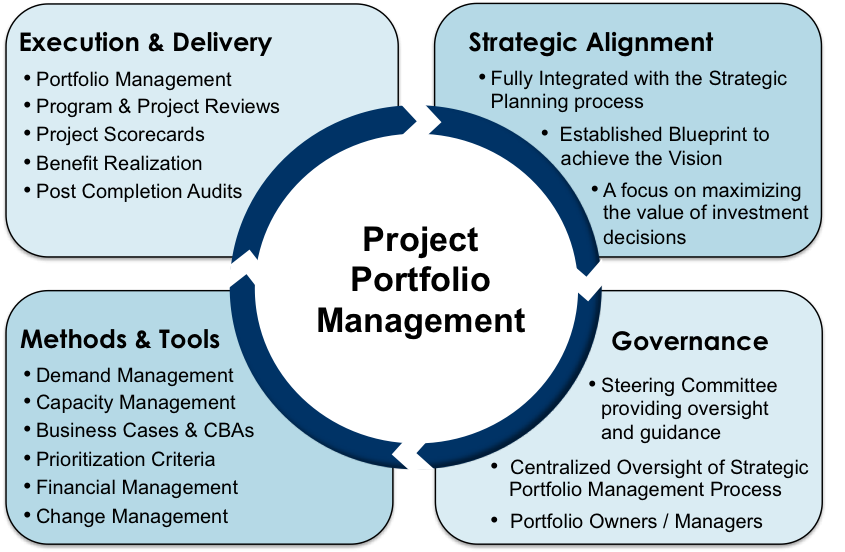 Execution & Delivery
• Portfolio Management
• Program & Project Reviews
• Project Scorecards
• Benefit Realization
• Post Completion Audits
Strategic Alignment
• Fully Integrated with the Strategic
Planning process
• Established Blueprint to
achieve the Vision
• A focus on maximizing
the value of investment
decisions
Project
Portfolio
Management
Methods & Tools
• Demand Management
• Capacity Management
• Business Cases & CBAs
• Prioritization Criteria
• Financial Management
• Change Management
Governance
• Steering Committee
providing oversight
and guidance
• Centralized Oversight of Strategic
Portfolio Management Process
• Portfolio Owners / Managers